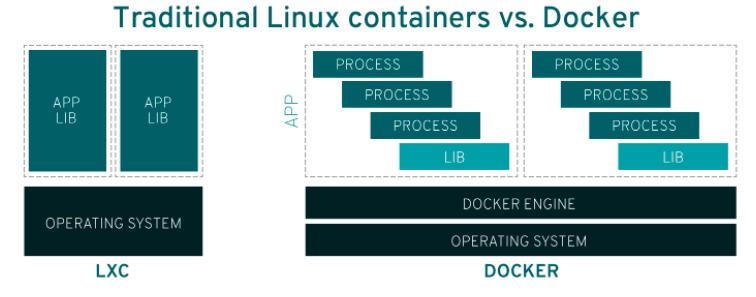 Traditional Linux containers vs. Docker
APP
LIB
APP
LIB
OPERATING SYSTEM
LXC
APP
PROCESS
PROCESS
PROCESS
LIB
PROCESS
PROCESS
PROCESS
LIB
DOCKER ENGINE
OPERATING SYSTEM
DOCKER